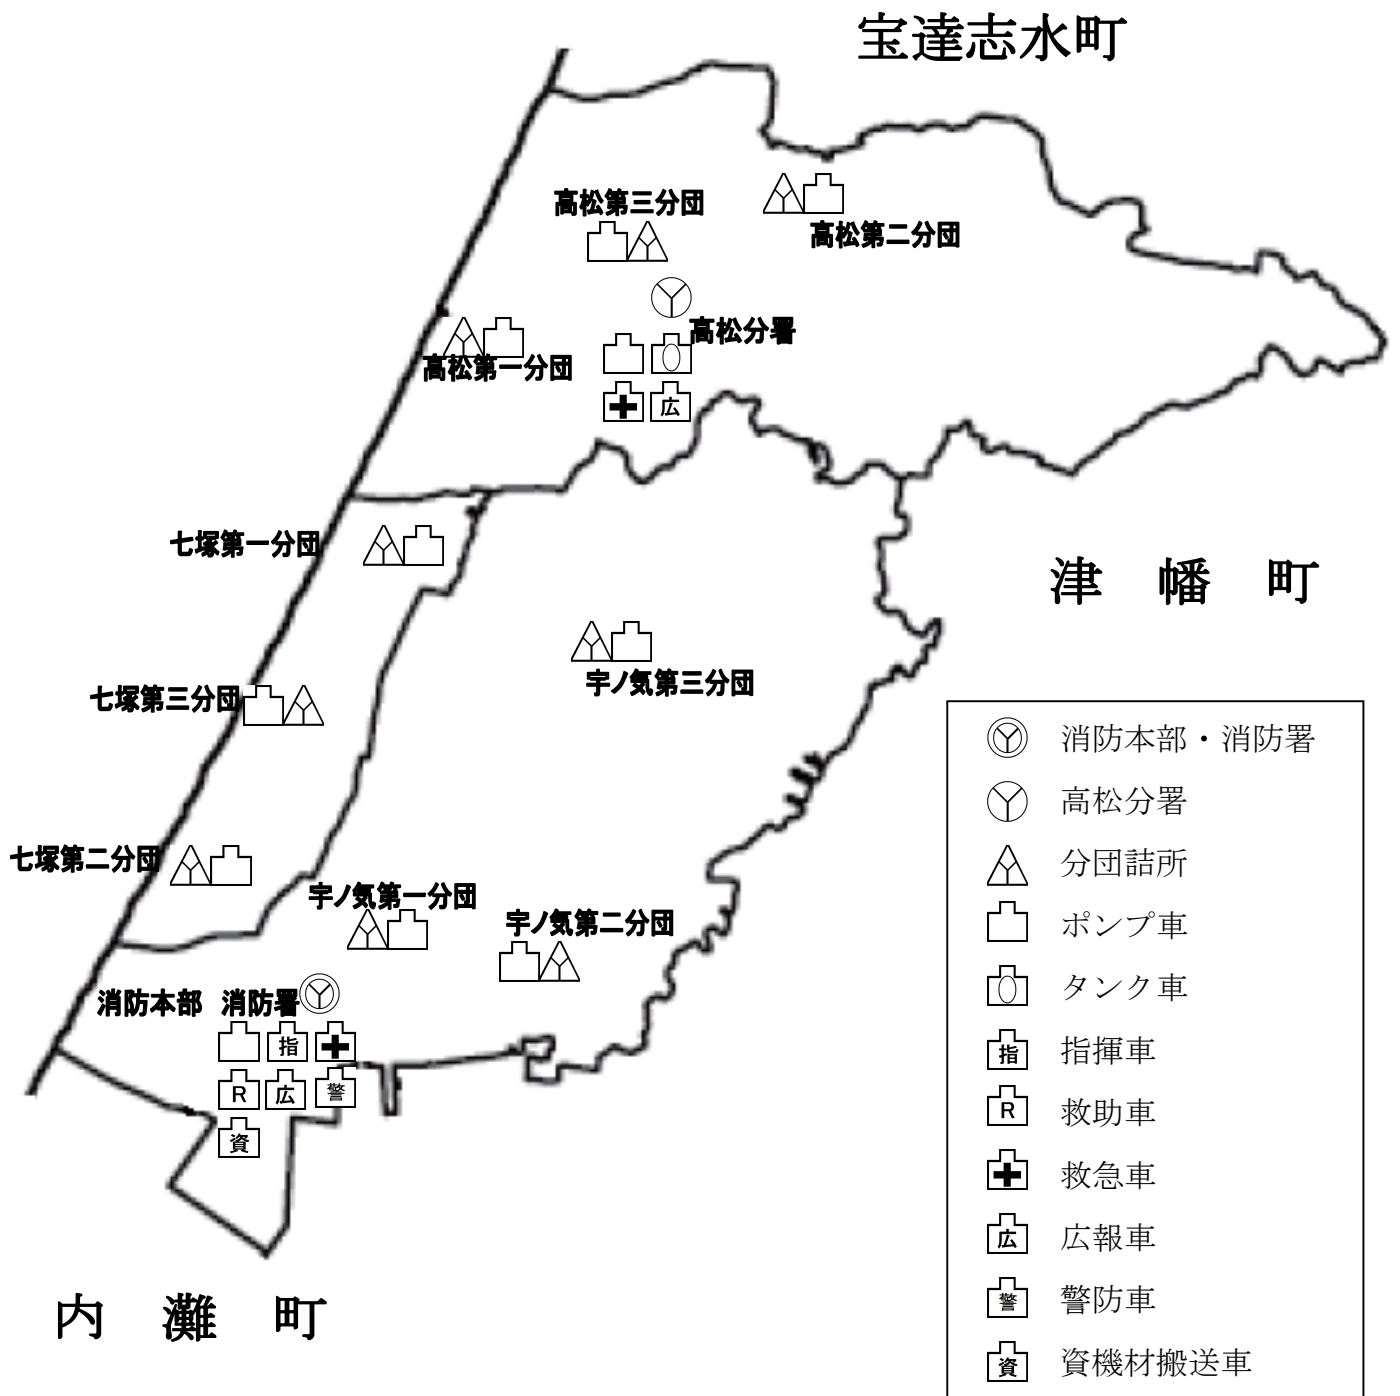 宝達志水町
高松第三分団
高松第二分団
高松分署
高松第一分団
広
七塚第一分団
津 幡 町
宇ノ気第三分団
七塚第三分団
七塚第二分団
宇ノ気第一分団
宇ノ気第二分団
消防本部 消防署
指
R 広 警
資
内 灘 町
消防本部・消防署
高松分署
分団詰所
ポンプ車
タンク車
指 指揮車
R 救助車
救急車
広 広報車
警 警防車
資 資機材搬送車